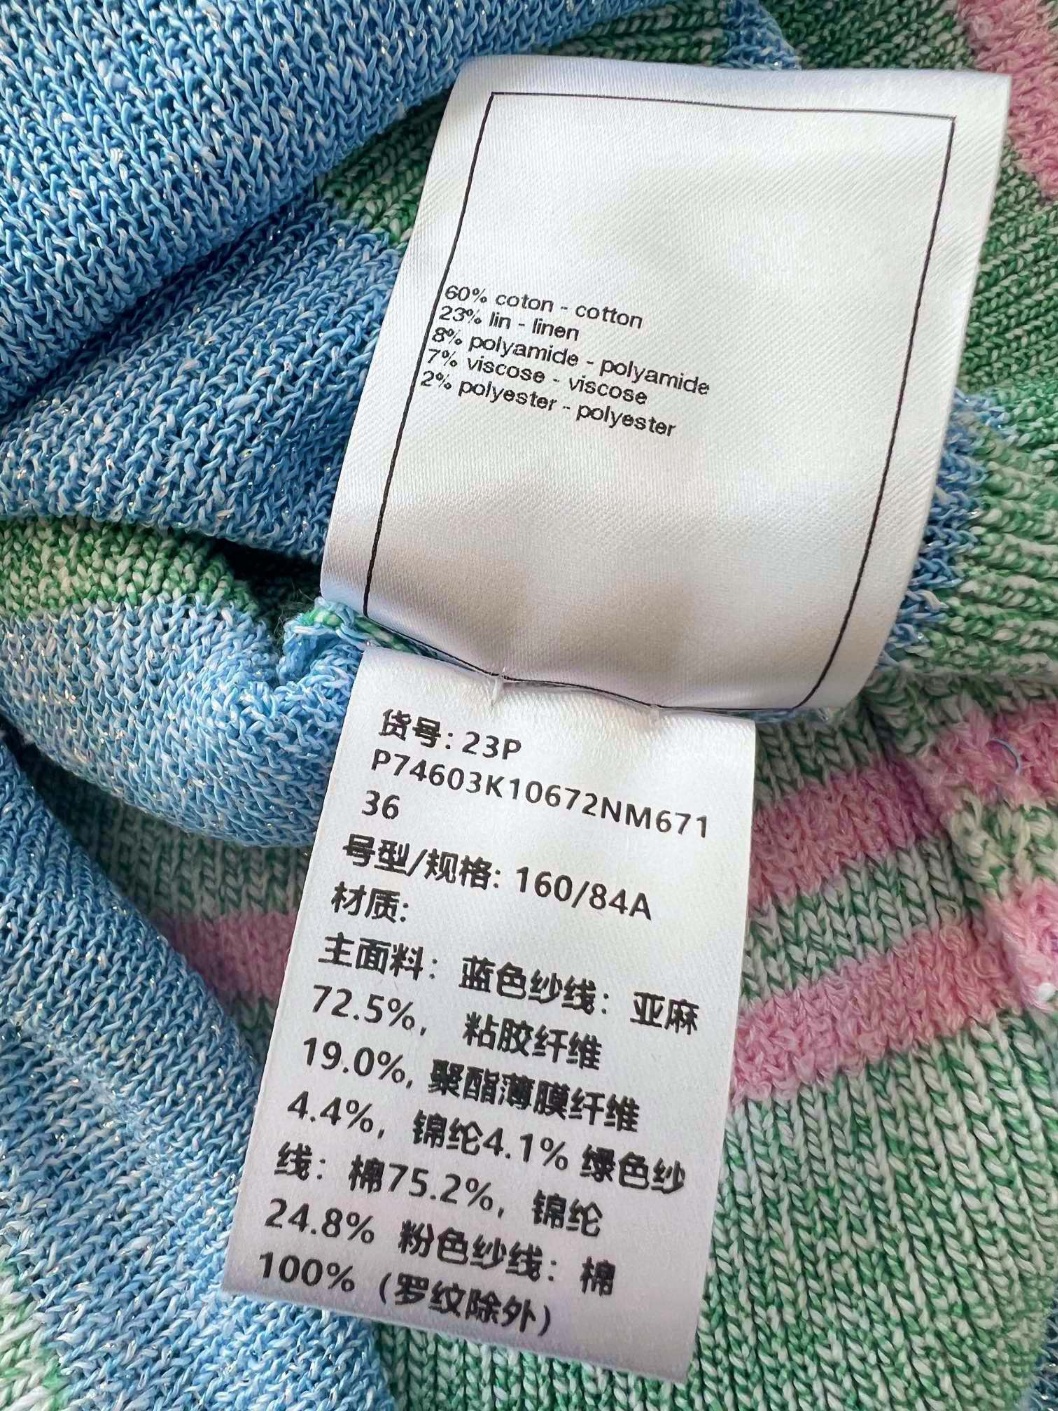 60% coton - cotton
23% lin - linen
8% polyamide - polyamide
7% viscose - viscose
2% polyester - polyester
货号: 23P
P74603K10672NM671
36
号型/规格: 160/84A
材质:
主面料：蓝色纱线：亚麻
72.5%, 粘胶纤维
19.0%, 聚酯薄膜纤维
4.4%, 锦纶4.1% 绿色纱
线：棉75.2%, 锦纶
24.8% 粉色纱线：棉
100%（罗纹除外）